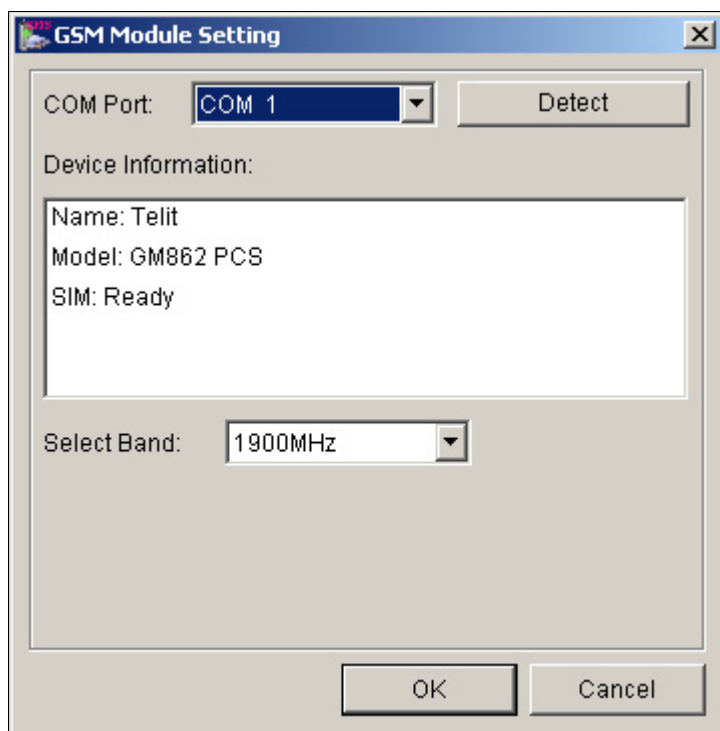 GSM Module Setting
COM Port: COM 1 Detect
Device Information:
Name: Telit
Model: GM862 PCS
SIM: Ready
Select Band: 1900MHz
OK Cancel